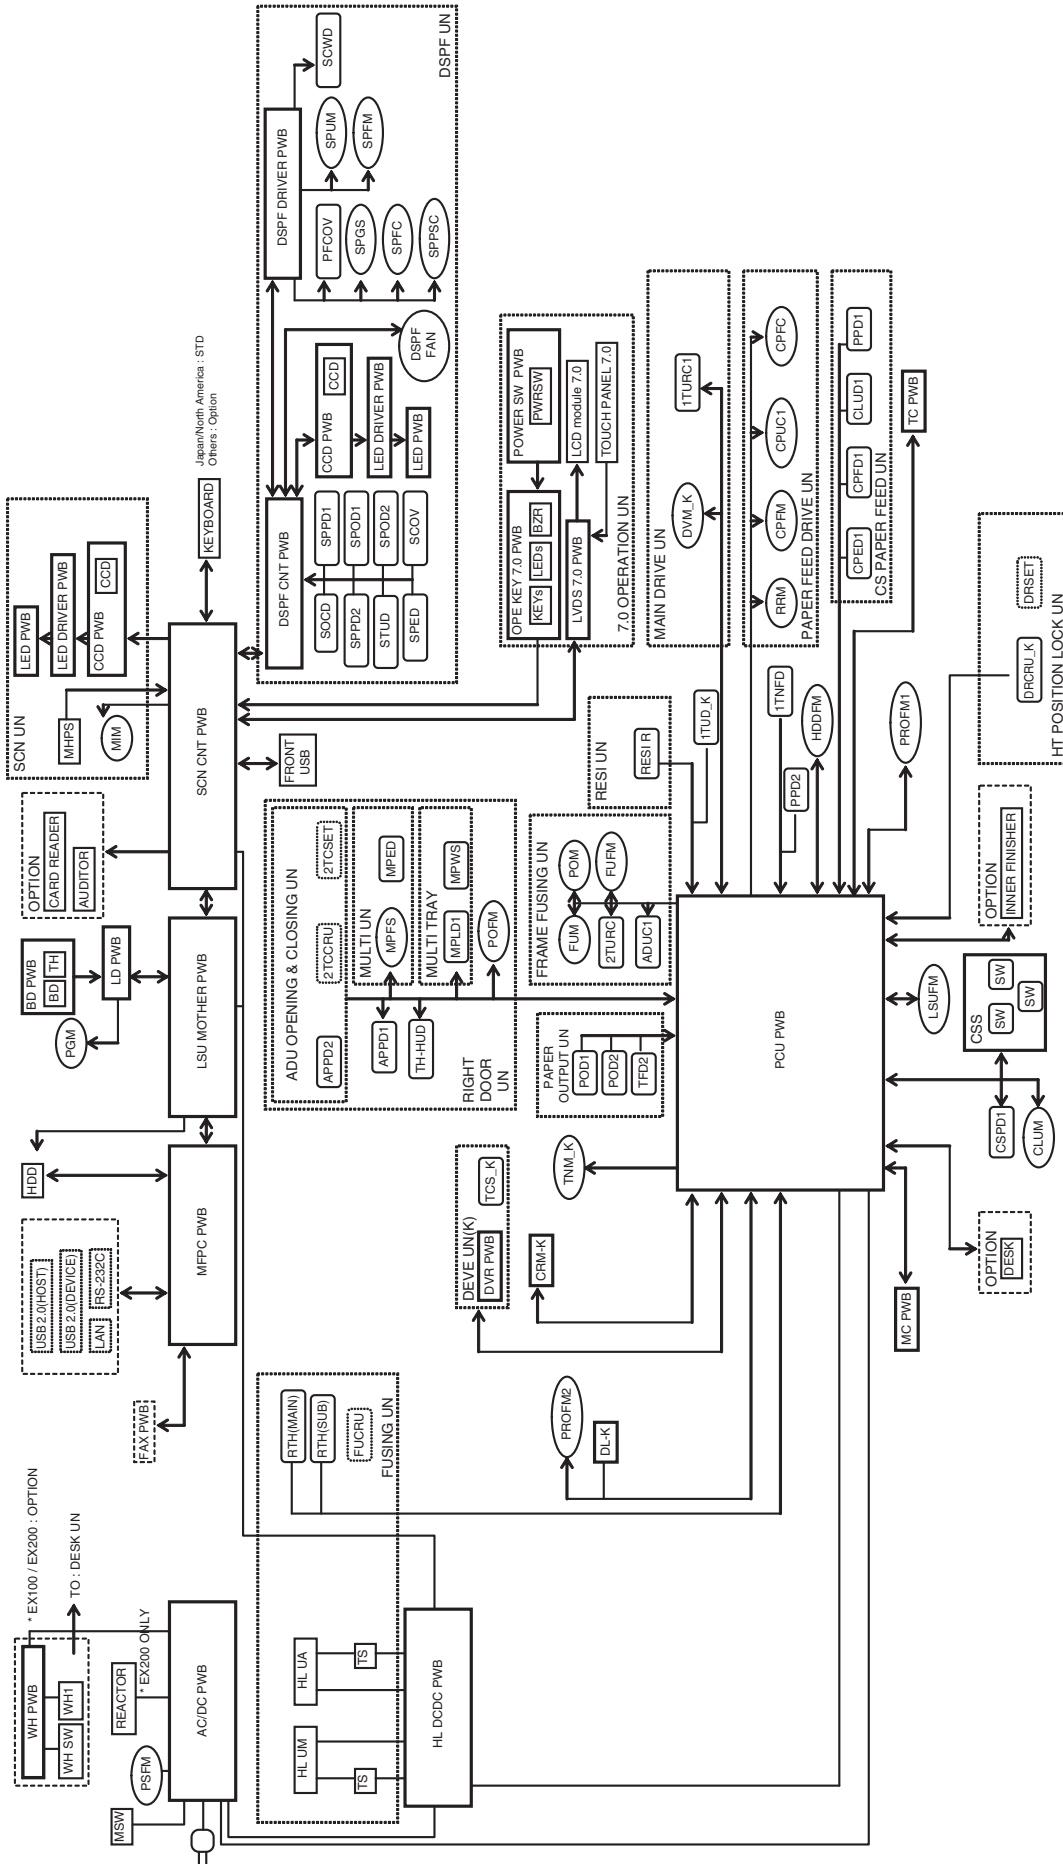 WH PWB
WH SW
WH1
* EX100 / EX200 : OPTION
TO : DESK UN
REACTOR
* EX200 ONLY
PSFM
MSW
AC/DC PWB
FAX PWB
USB 2.0(HOST)
USB 2.0(DEVICE)
LAN
RS-232C
HDD
MFPC PWB
BD PWB
BD
TH
LD PWB
PGM
LSU MOTHER PWB
OPTION
CARD READER
AUDITOR
SCN UN
MHPS
MIM
LED PWB
LED DRIVER PWB
CCD PWB
CCD
SCN CNT PWB
KEYBOARD
Japan/North America : STD
Others : Option
FRONT
USB
HL UM
TS
HL UA
TS
FUSING UN
RTH(MAIN)
RTH(SUB)
FUCRU
HL DCDC PWB
ADU OPENING & CLOSING UN
APPD2
2TCCRU
2TCSET
MULTI UN
MPFS
MPED
MULTI TRAY
MPLD1
MPWS
APPD1
TH-HUD
POFM
RIGHT
DOOR
UN
DSPF UN
DSPF CNT PWB
SOCD
SPPD1
SPPD2
SPOD1
STUD
SPOD2
SPED
SCOV
CCD PWB
CCD
LED DRIVER PWB
LED PWB
DSPF
FAN
DSPF DRIVER PWB
PFCOV
SPGS
SPFC
SPPSC
SPUM
SPFM
SCWD
7.0 OPERATION UN
OPE KEY 7.0 PWB
KEYs
LEDs
BZR
POWER SW PWB
PWRSW
LVDS 7.0 PWB
LCD module 7.0
TOUCH PANEL 7.0
PROFM2
DL-K
DEVE UN(K)
DVR PWB
TCS_K
CRM-K
TNM_K
PAPER
OUTPUT UN
POD1
POD2
TFD2
FRAME FUSING UN
FUM
POM
2TURC
FUFM
ADUC1
RESI UN
RESI R
1TUD_K
MAIN DRIVE UN
DVM_K
1TURC1
PAPER FEED DRIVE UN
RRM
CPFM
CPUC1
CPFC
1TNFD
PPD2
HDDFM
CS PAPER FEED UN
CPED1
CPFD1
CLUD1
PPD1
PROFM1
TC PWB
PCU PWB
MC PWB
OPTION
DESK
CSPD1
CLUM
CSS
SW
SW
SW
LSUFM
OPTION
INNER FINISHER
HT POSITION LOCK UN
DRCRU_K
DRSET